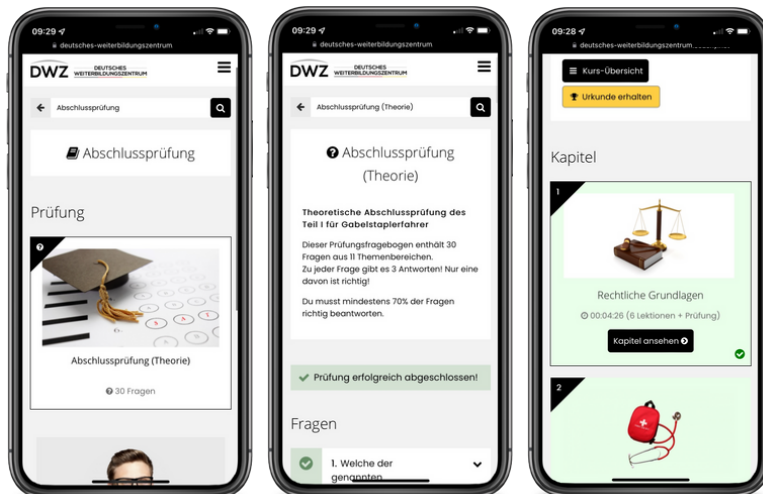 09:29
deutsches-weiterbildungszentrum
DWZ
DEUTSCHES
WEITERBILDUNGSZENTRUM
Abschlussprüfung
Abschlussprüfung
Prüfung
Abschlussprüfung (Theorie)
30 Fragen
09:29
deutsches-weiterbildungszentrum
DWZ
DEUTSCHES
WEITERBILDUNGSZENTRUM
Abschlussprüfung (Theorie)
Abschlussprüfung
(Theorie)
Theoretische Abschlussprüfung des
Teil I für Gabelstaplerfahrer
Dieser Prüfungsfragebogen enthält 30
Fragen aus 11 Themenbereichen.
Zu jeder Frage gibt es 3 Antworten! Nur eine
davon ist richtig!
Du musst mindestens 70% der Fragen
richtig beantworten.
Prüfung erfolgreich abgeschlossen!
Fragen
1. Welche der
genannten
09:28
deutsches-weiterbildungszentrum
Kurs-Übersicht
Urkunde erhalten
Kapitel
1
Rechtliche Grundlagen
00:04:26 (6 Lektionen + Prüfung)
Kapitel ansehen
2